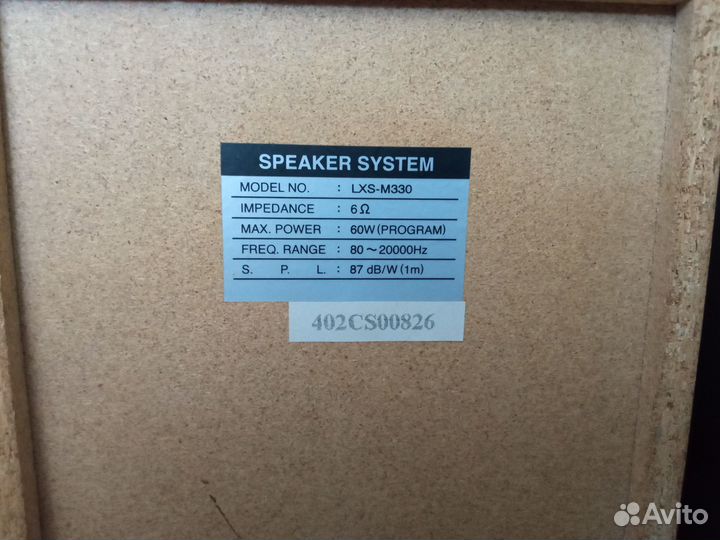 SPEAKER SYSTEM
MODEL NO. : LXS-M330
IMPEDANCE : 6Ω
MAX. POWER : 60W(PROGRAM)
FREQ. RANGE : 80～20000Hz
S. P. L. : 87 dB/W(1m)
402CS00826
Avito